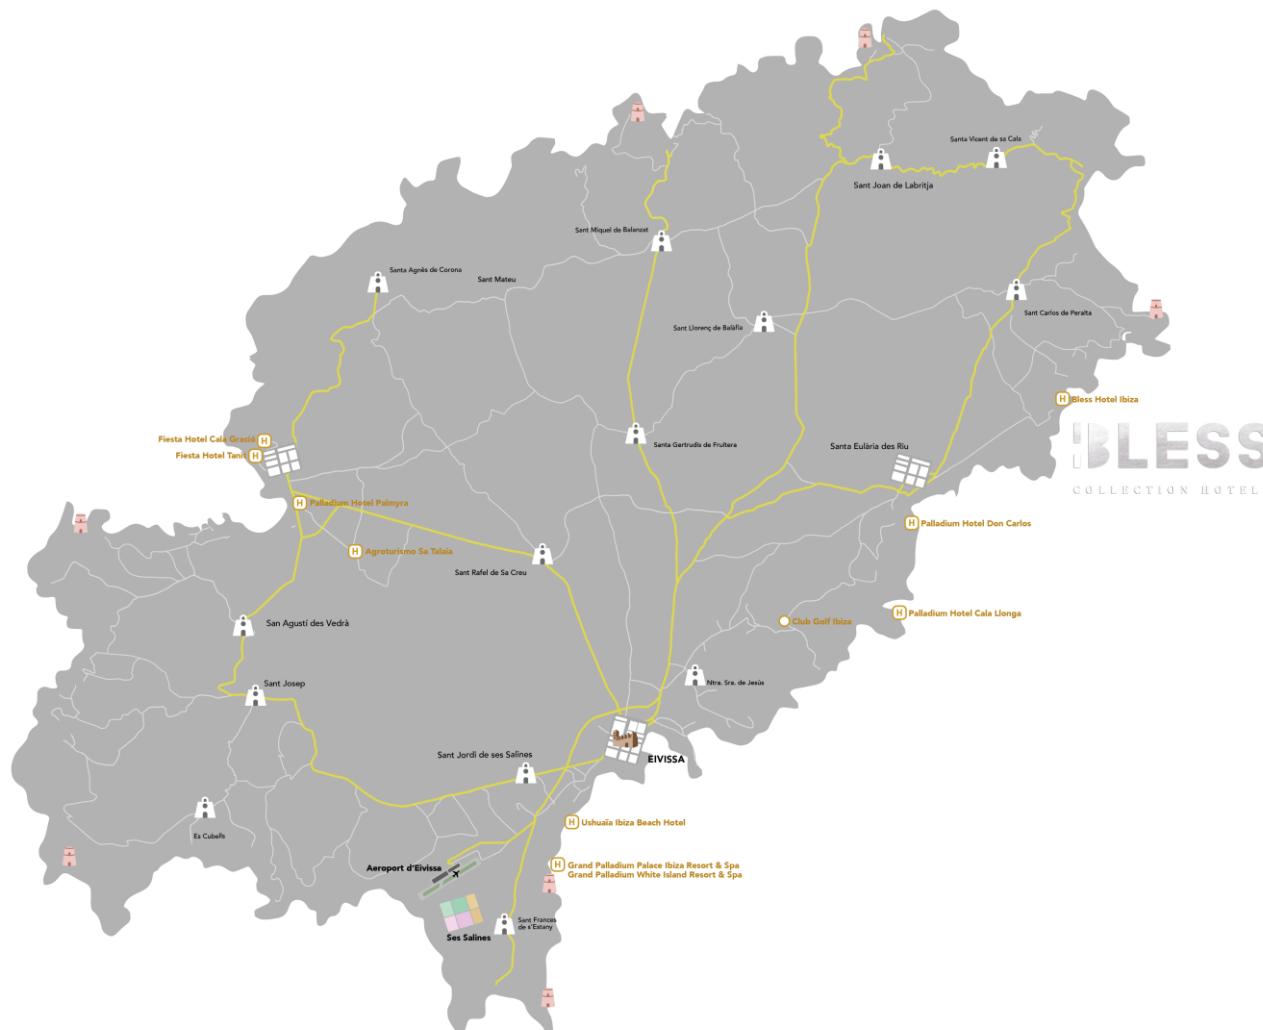 Santa Vicent de sa Cala
Sant Joan de Labritja
Sant Miquel de Balanzat
Santa Agnès de Corona
Sant Mateu
Sant Carlos de Peralta
Sant Llorenç de Balàfia
Bless Hotel Ibiza
BLESS
COLLECTION HOTEL
Fiesta Hotel Cala Gració
Fiesta Hotel Tanit
Santa Gertrudis de Fruitera
Santa Eulària des Riu
Palladium Hotel Palmyra
Palladium Hotel Don Carlos
Agroturismo Sa Talaia
Sant Rafel de Sa Creu
Palladium Hotel Cala Llonga
Club Golf Ibiza
San Agustí des Vedrà
Sant Josep
Ntra. Sra. de Jesús
Sant Jordi de ses Salines
EIVISSA
Ushuaïa Ibiza Beach Hotel
Es Cubells
Aeroport d'Eivissa
Grand Palladium Palace Ibiza Resort & Spa
Grand Palladium White Island Resort & Spa
Sant Frances
de s'Estany
Ses Salines